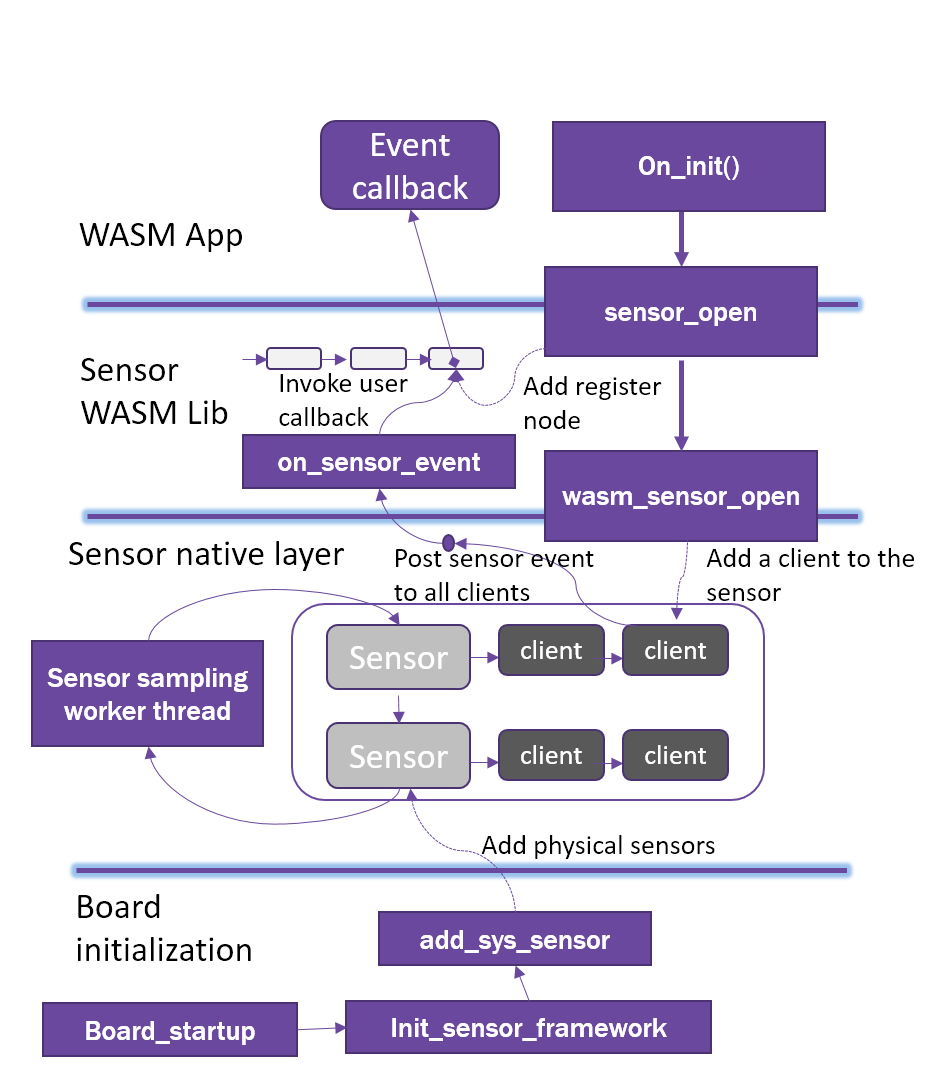 Event
callback
On_init()
WASM App
sensor_open
Sensor
WASM Lib
Invoke user
callback
Add register
node
on_sensor_event
wasm_sensor_open
Sensor native layer
Post sensor event
to all clients
Add a client to the
sensor
Sensor sampling
worker thread
Sensor
client
client
Sensor
client
client
Add physical sensors
Board
initialization
add_sys_sensor
Board_startup
Init_sensor_framework